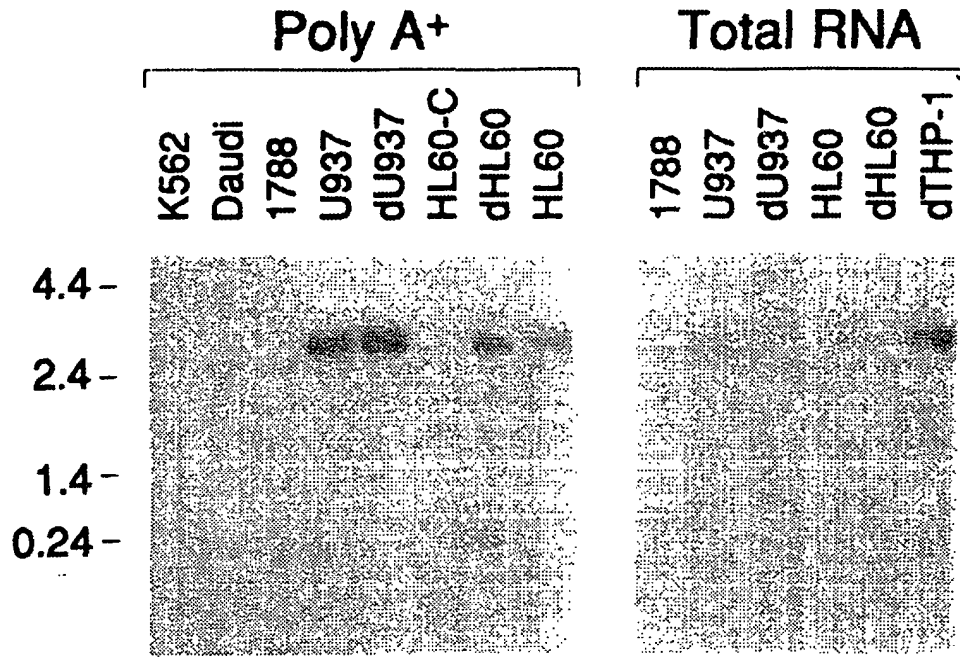 Poly A+
Total RNA
K562
Daudi
1788
U937
dU937
HL60-C
dHL60
HL60
1788
U937
dU937
HL60
dHL60
dTHP-1
4.4
2.4
1.4
0.24